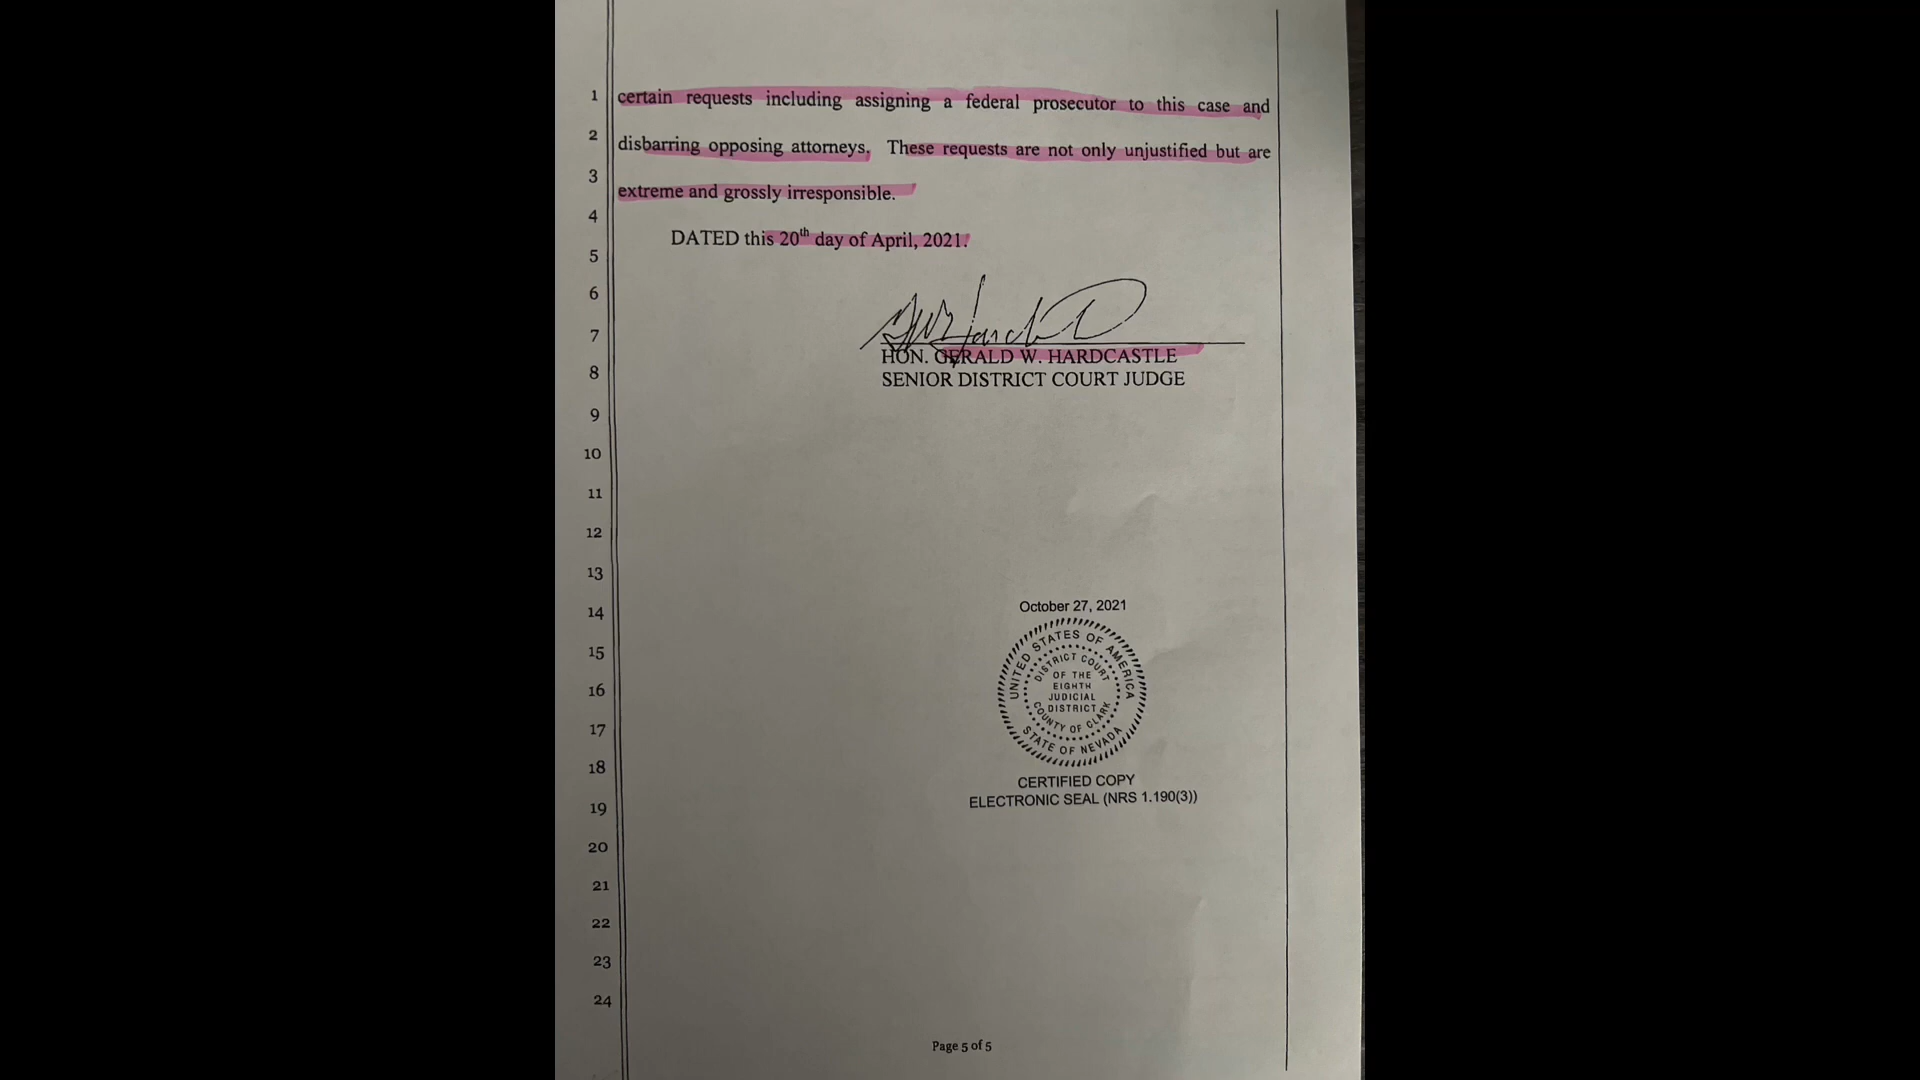 1 certain requests including assigning a federal prosecutor to this case and
2 disbarring opposing attorneys. These requests are not only unjustified but are
3 extreme and grossly irresponsible.
4 DATED this 20th day of April, 2021.
5
6
7
HON. GERALD W. HARDCASTLE
8 SENIOR DISTRICT COURT JUDGE
9
10
11
12
13
October 27, 2021
14
15 UNITED STATES OF AMERICA
DISTRICT COURT
16 OF THE
EIGHTH
JUDICIAL
DISTRICT
COUNTY OF CLARK
17 STATE OF NEVADA
18 CERTIFIED COPY
19 ELECTRONIC SEAL (NRS 1.190(3))
20
21
22
23
24
Page 5 of 5